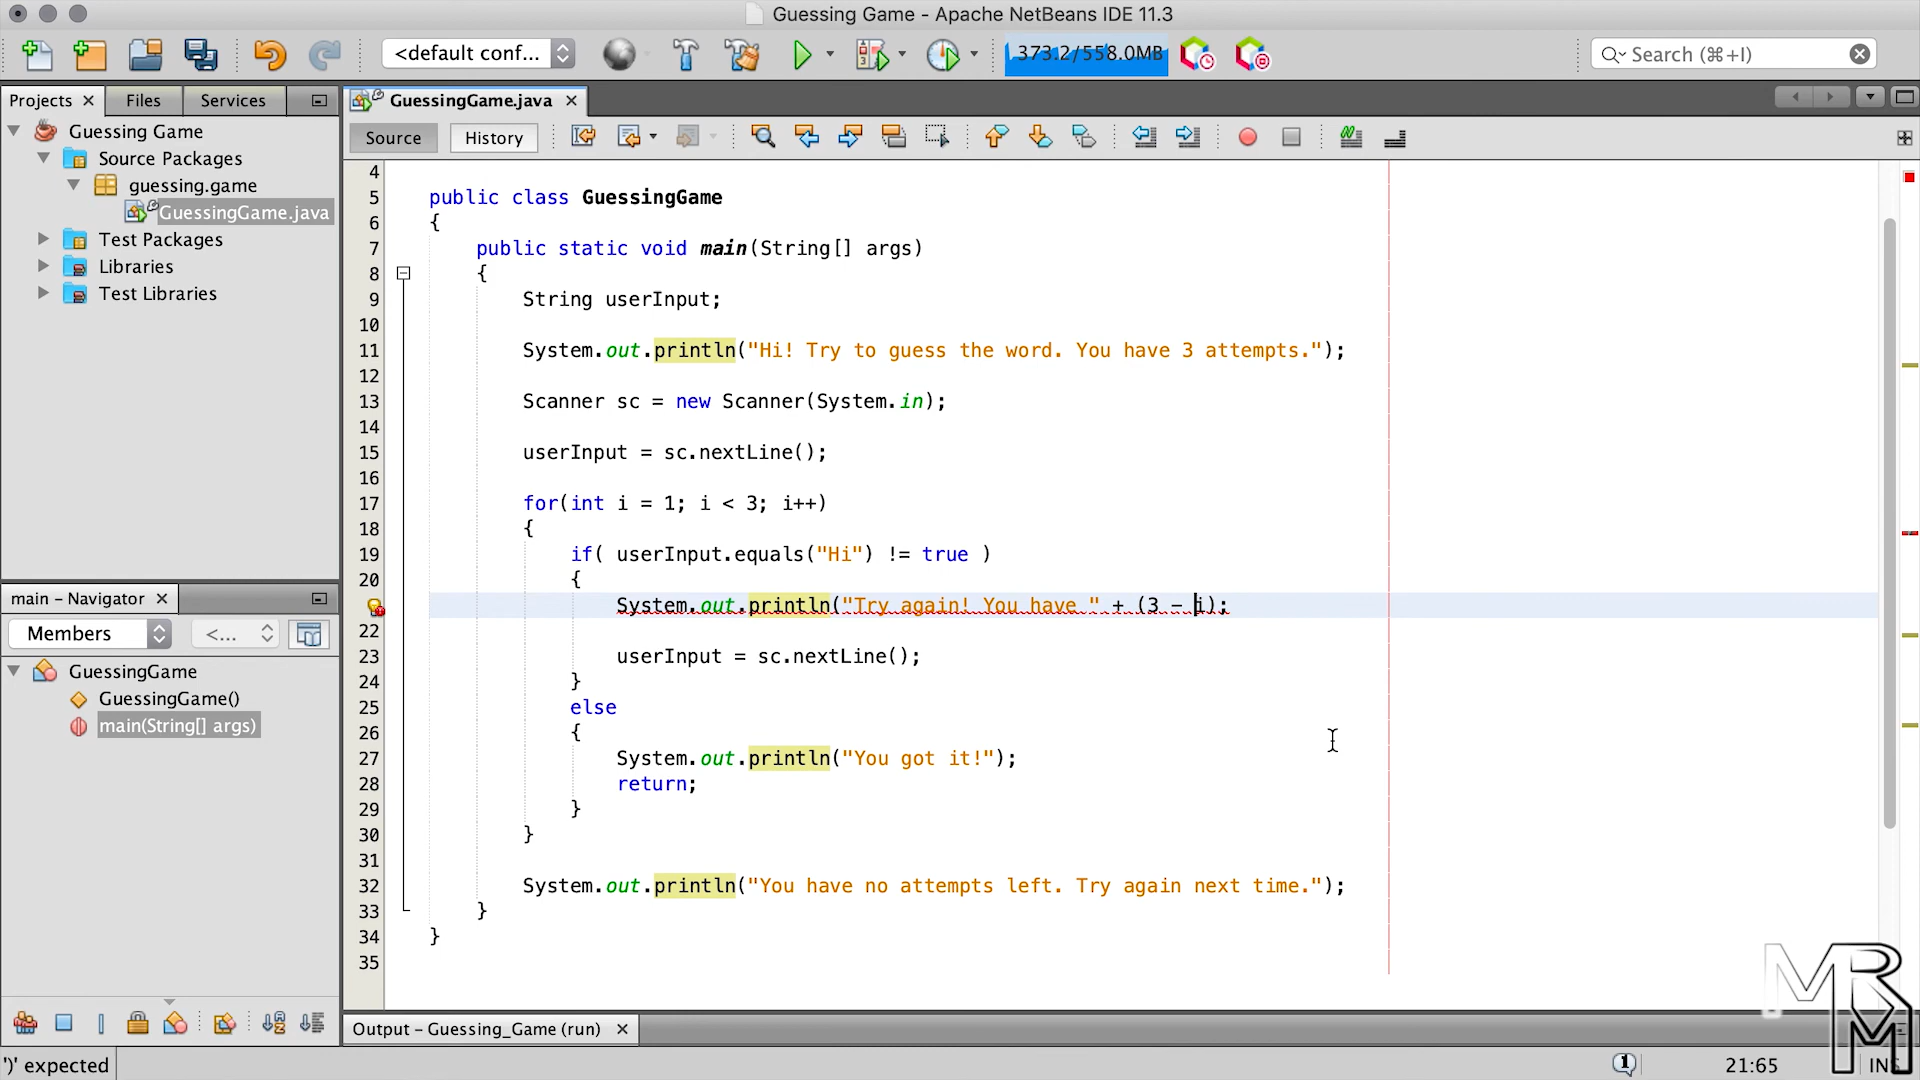 Guessing Game - Apache NetBeans IDE 11.3
<default conf...
373.2/558.0MB
Search (⌘+I)
Projects
Files
Services
GuessingGame.java
Guessing Game
Source Packages
guessing.game
GuessingGame.java
Test Packages
Libraries
Test Libraries
Source
History
4
5 public class GuessingGame
6 {
7 public static void main(String[] args)
8 {
9 String userInput;
10
11 System.out.println("Hi! Try to guess the word. You have 3 attempts.");
12
13 Scanner sc = new Scanner(System.in);
14
15 userInput = sc.nextLine();
16
17 for(int i = 1; i < 3; i++)
18 {
19 if( userInput.equals("Hi") != true )
20 {
System.out.println("Try again! You have " + (3 - i);
22
23 userInput = sc.nextLine();
24 }
25 else
26 {
27 System.out.println("You got it!");
28 return;
29 }
30 }
31
32 System.out.println("You have no attempts left. Try again next time.");
33 }
34 }
35
main - Navigator
Members
<...
GuessingGame
GuessingGame()
main(String[] args)
Output - Guessing_Game (run)
')' expected
1
21:65
INS
MR
M